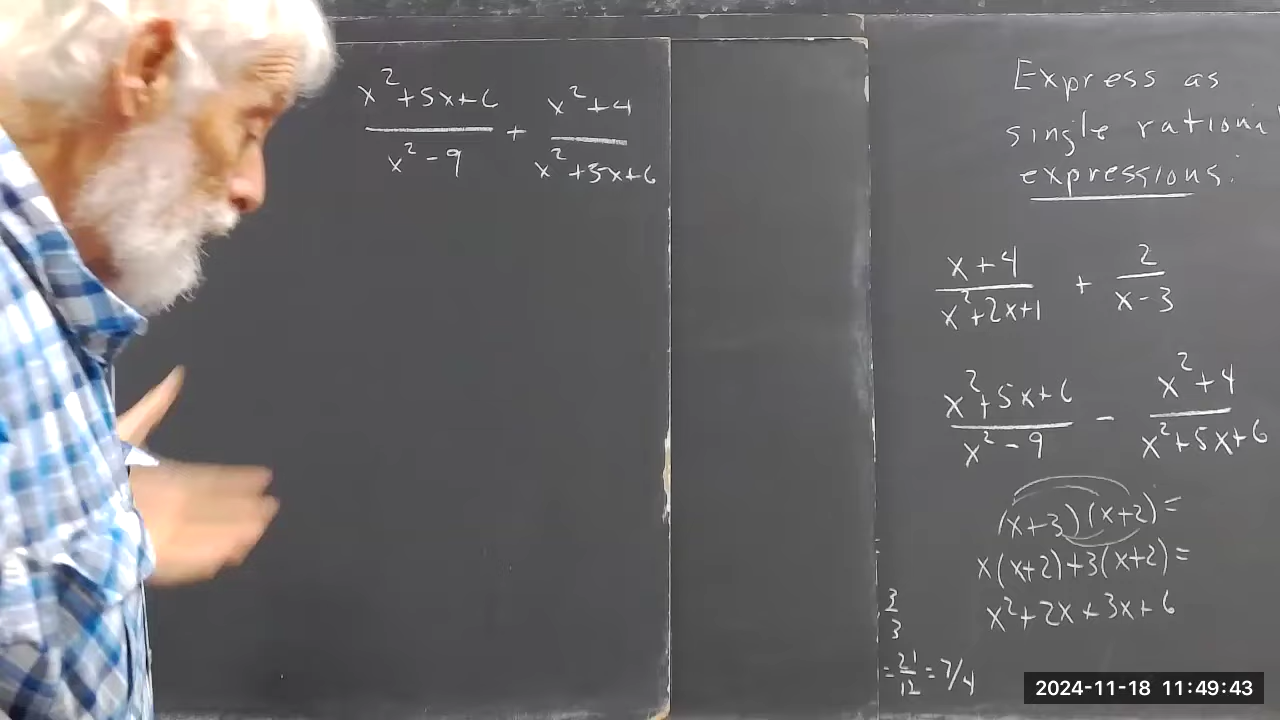 x²+5x+6 / x²-9 + x²+4 / x²+5x+6
Express as
single rational
expressions:
x+4 / x²+2x+1 + 2 / x-3
x²+5x+6 / x²-9 - x²+4 / x²+5x+6
(x+3)(x+2)=
x(x+2)+3(x+2)=
x²+2x+3x+6
3
3
=21/12=7/4
2024-11-18 11:49:43